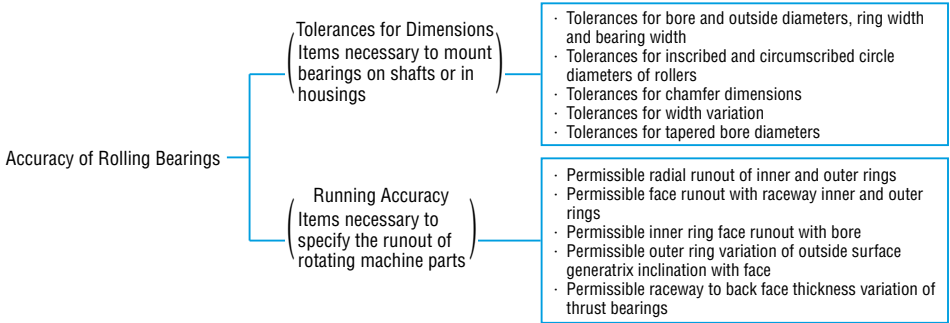 Accuracy of Rolling Bearings
Tolerances for Dimensions
Items necessary to mount
bearings on shafts or in
housings
· Tolerances for bore and outside diameters, ring width
and bearing width
· Tolerances for inscribed and circumscribed circle
diameters of rollers
· Tolerances for chamfer dimensions
· Tolerances for width variation
· Tolerances for tapered bore diameters
Running Accuracy
Items necessary to
specify the runout of
rotating machine parts
· Permissible radial runout of inner and outer rings
· Permissible face runout with raceway inner and outer
rings
· Permissible inner ring face runout with bore
· Permissible outer ring variation of outside surface
generatrix inclination with face
· Permissible raceway to back face thickness variation of
thrust bearings